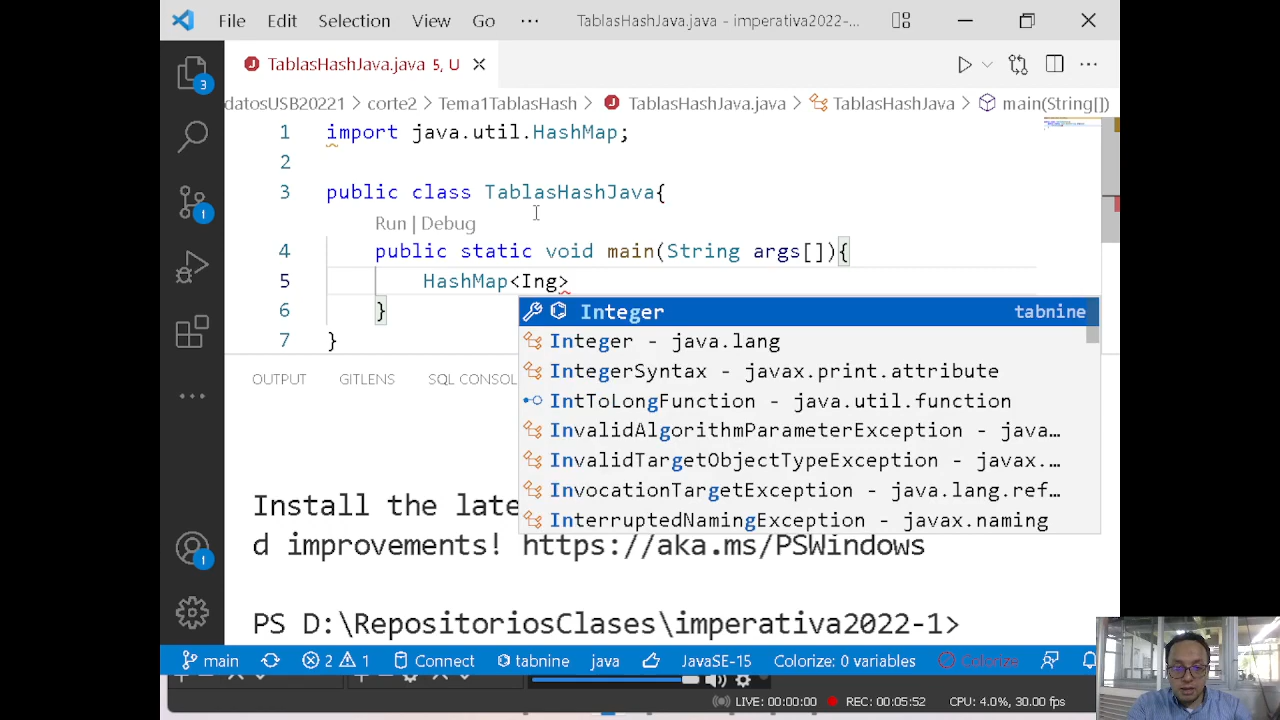 File Edit Selection View Go ··· TablasHashJava.java - imperativa2022-...
TablasHashJava.java 5, U
datosUSB20221 > corte2 > Tema1TablasHash > TablasHashJava.java > TablasHashJava > main(String[])
3
1 import java.util.HashMap;
2
3 public class TablasHashJava{
Run | Debug
1
4 public static void main(String args[]){
5 HashMap<Ing>
6 }
7 }
Integer tabnine
Integer - java.lang
IntegerSyntax - javax.print.attribute
IntToLongFunction - java.util.function
InvalidAlgorithmParameterException - java...
InvalidTargetObjectTypeException - javax....
InvocationTargetException - java.lang.ref...
InterruptedNamingException - javax.naming
OUTPUT GITLENS SQL CONSOL
Install the late
d improvements! https://aka.ms/PSWindows
1
PS D:\RepositoriosClases\imperativa2022-1>
main 2 1 Connect tabnine java JavaSE-15 Colorize: 0 variables Colorize
LIVE: 00:00:00 REC: 00:05:52 CPU: 4.0%, 30.00 fps